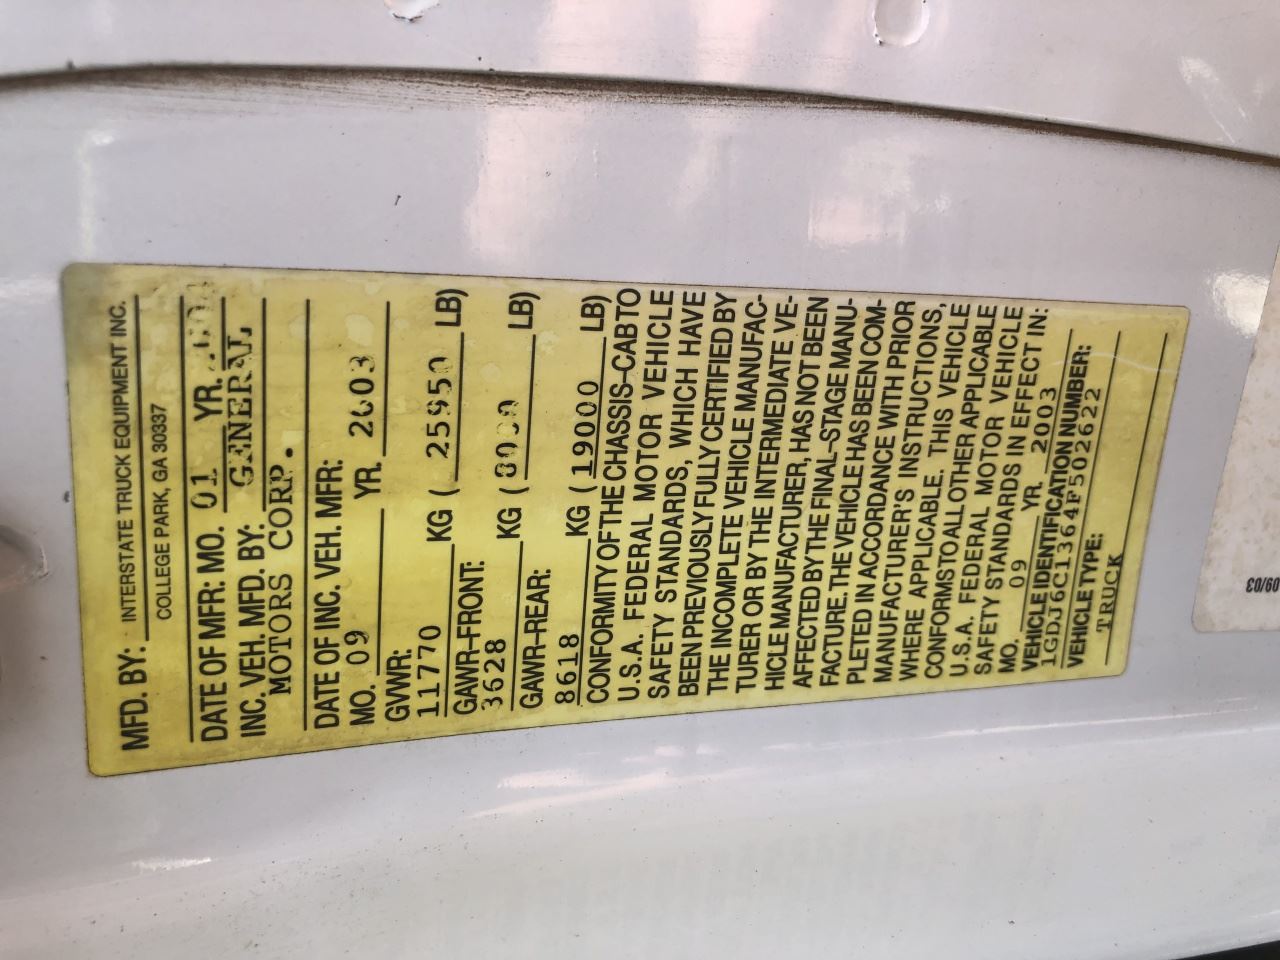 MFD. BY: INTERSTATE TRUCK EQUIPMENT INC.
COLLEGE PARK, GA 30337
DATE OF MFR: MO. 01 YR.
INC. VEH. MFD. BY: GENERAL
MOTORS CORP.
DATE OF INC. VEH. MFR:
MO. 09 YR. 2003
GVWR:
11770 KG ( 25950 LB)
GAWR-FRONT:
3628 KG ( 8000 LB)
GAWR-REAR:
8618 KG ( 19000 LB)
CONFORMITY OF THE CHASSIS-CAB TO
U.S.A. FEDERAL MOTOR VEHICLE
SAFETY STANDARDS, WHICH HAVE
BEEN PREVIOUSLY FULLY CERTIFIED BY
THE INCOMPLETE VEHICLE MANUFAC-
TURER OR BY THE INTERMEDIATE VE-
HICLE MANUFACTURER, HAS NOT BEEN
AFFECTED BY THE FINAL-STAGE MANU-
FACTURE. THE VEHICLE HAS BEEN COM-
PLETED IN ACCORDANCE WITH PRIOR
MANUFACTURER'S INSTRUCTIONS,
WHERE APPLICABLE. THIS VEHICLE
CONFORMS TO ALL OTHER APPLICABLE
U.S.A. FEDERAL MOTOR VEHICLE
SAFETY STANDARDS IN EFFECT IN:
MO. 09 YR. 2003
VEHICLE IDENTIFICATION NUMBER:
1GDJ6C1364F502622
VEHICLE TYPE:
TRUCK
09/03